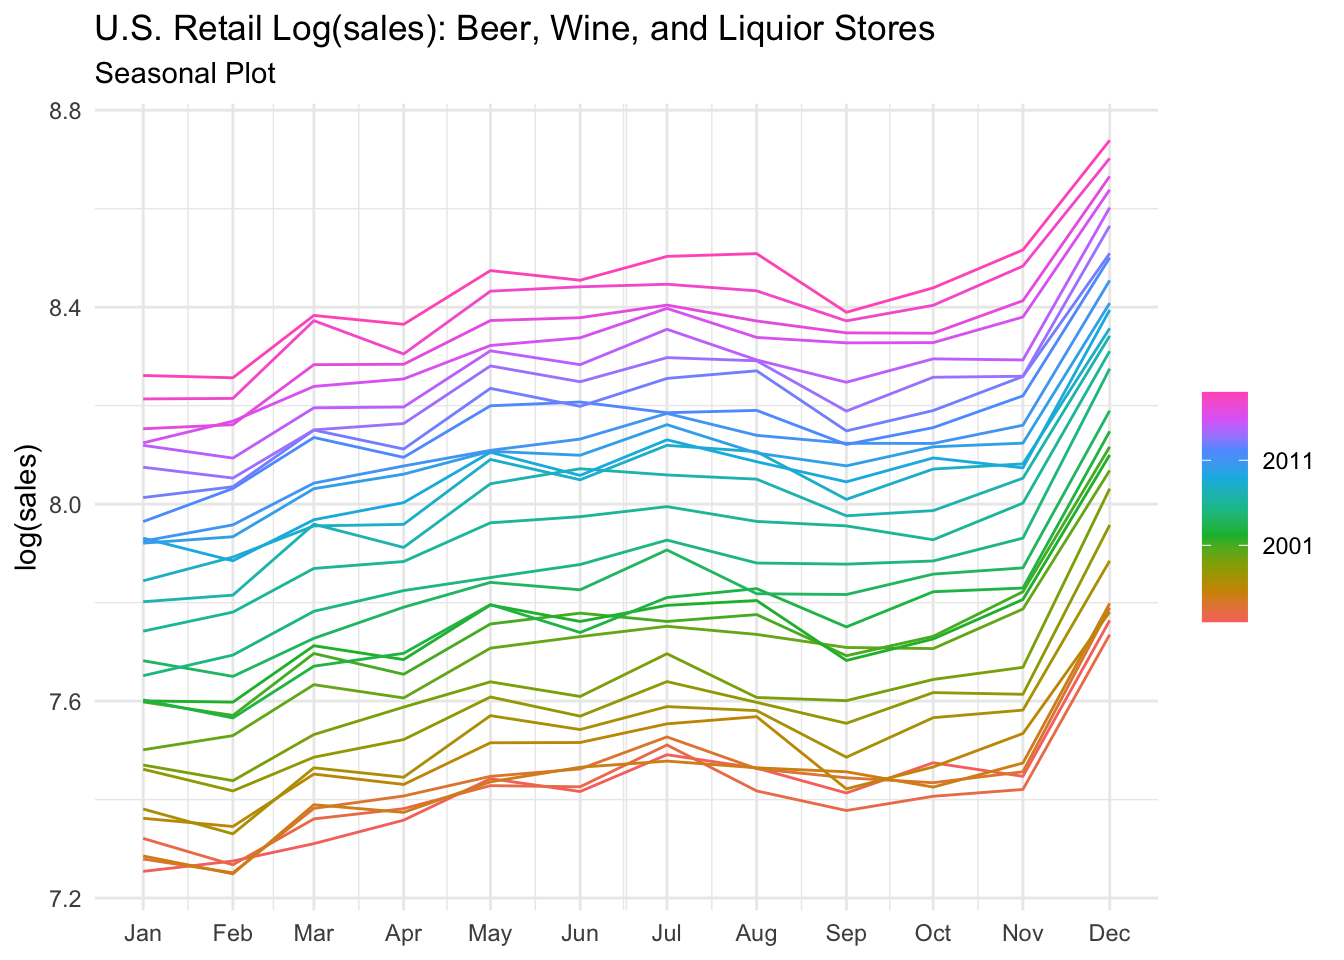 U.S. Retail Log(sales): Beer, Wine, and Liquior Stores
Seasonal Plot
8.8
8.4
8.0
7.6
7.2
log(sales)
Jan Feb Mar Apr May Jun Jul Aug Sep Oct Nov Dec
2011
2001